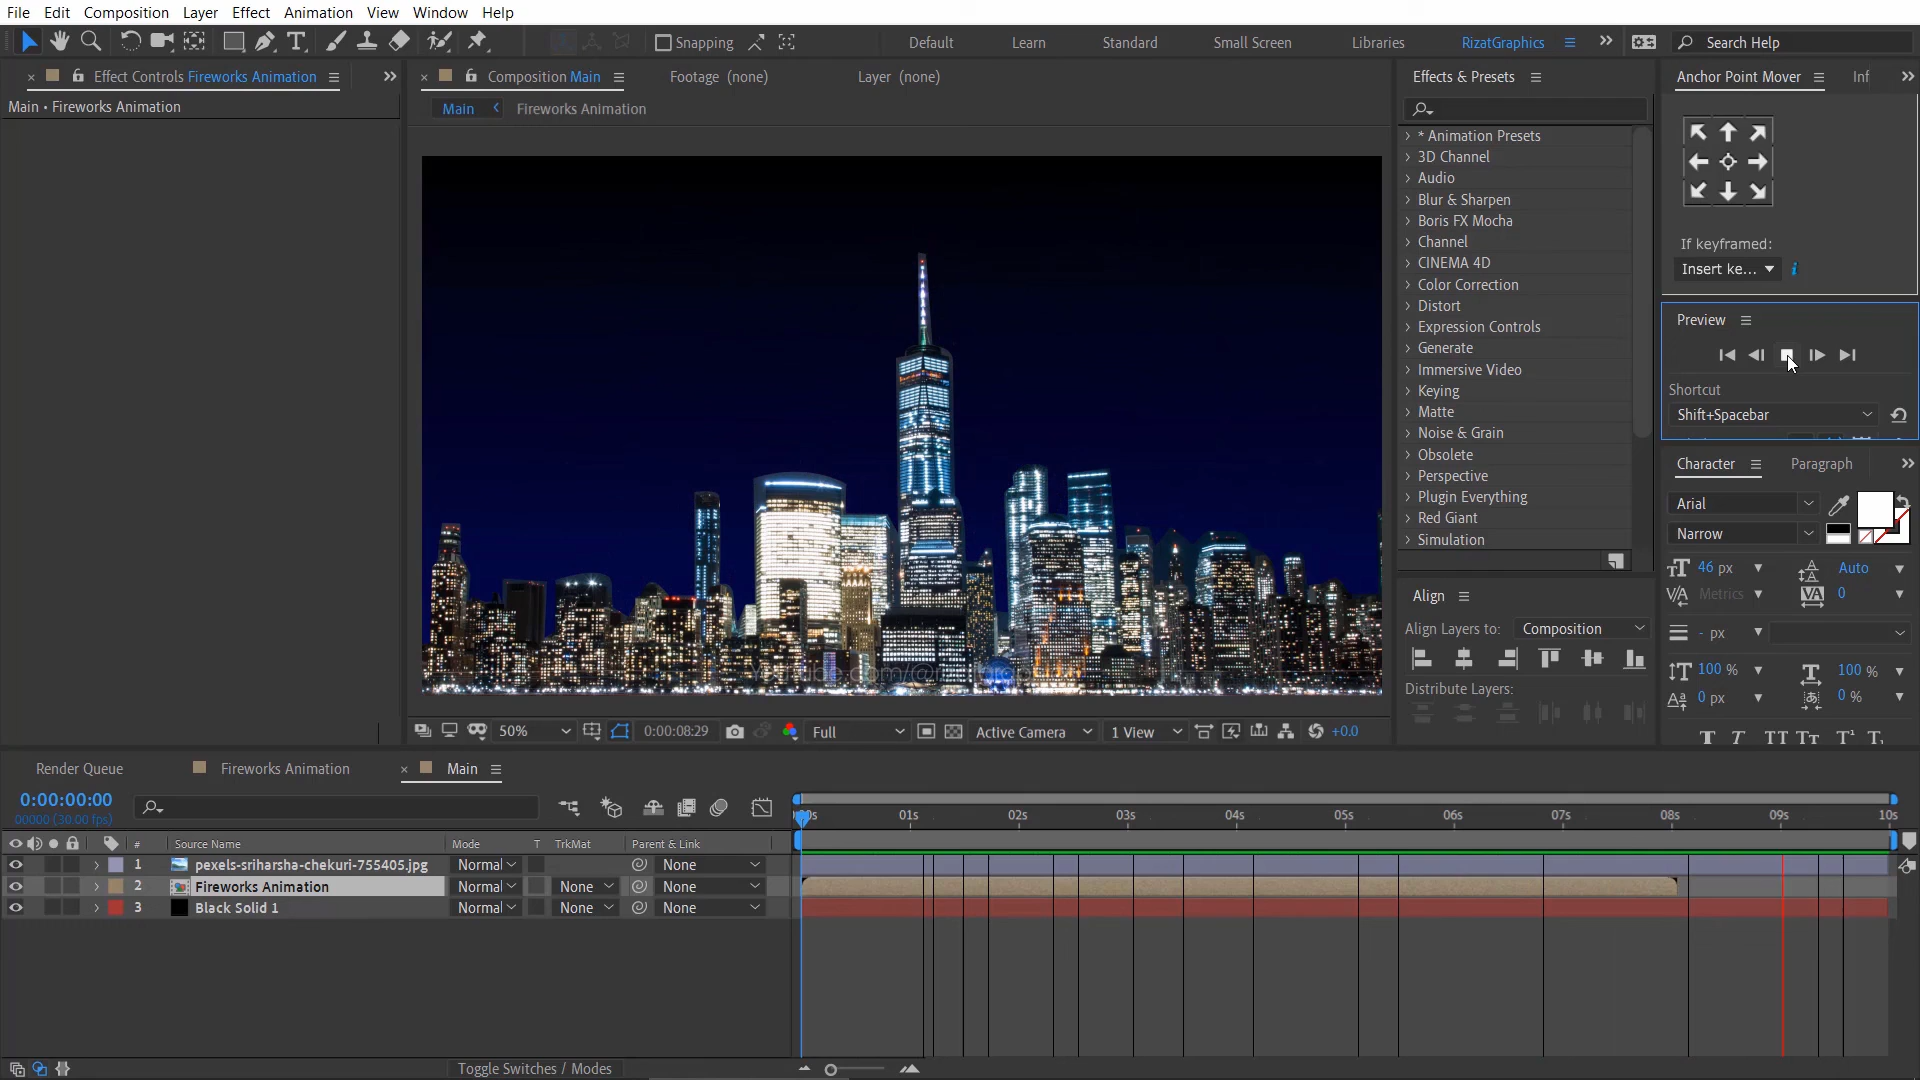 File Edit Composition Layer Effect Animation View Window Help
Snapping Default Learn Standard Small Screen Libraries RizatGraphics Search Help
Effect Controls Fireworks Animation
Main • Fireworks Animation
Composition Main Footage (none) Layer (none)
Main Fireworks Animation
50% 0:00:08:29 Full Active Camera 1 View +0.0
Effects & Presets
* Animation Presets
3D Channel
Audio
Blur & Sharpen
Boris FX Mocha
Channel
CINEMA 4D
Color Correction
Distort
Expression Controls
Generate
Immersive Video
Keying
Matte
Noise & Grain
Obsolete
Perspective
Plugin Everything
Red Giant
Simulation
Align
Align Layers to: Composition
Distribute Layers:
Anchor Point Mover Inf
If keyframed:
Insert ke...
Preview
Shortcut
Shift+Spacebar
Character Paragraph
Arial
Narrow
46 px Auto
Metrics 0
- px
100 % 100 %
0 px 0 %
Render Queue Fireworks Animation Main
0:00:00:00
00000 (30.00 fps)
01s 02s 03s 04s 05s 06s 07s 08s 09s 10s
# Source Name Mode T TrkMat Parent & Link
1 pexels-sriharsha-chekuri-755405.jpg Normal None
2 Fireworks Animation Normal None None
3 Black Solid 1 Normal None None
Toggle Switches / Modes